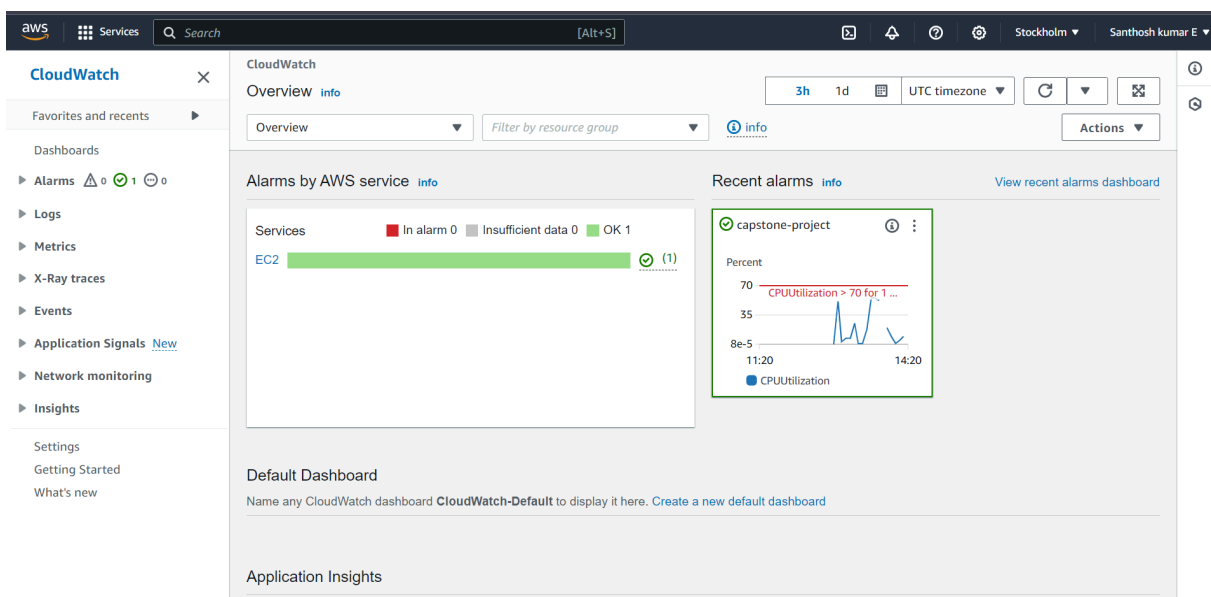 aws
Services
Search
[Alt+S]
Stockholm
Santhosh kumar E
CloudWatch
Favorites and recents
Dashboards
Alarms 0 1 0
Logs
Metrics
X-Ray traces
Events
Application Signals New
Network monitoring
Insights
Settings
Getting Started
What's new
CloudWatch
Overview info
3h 1d UTC timezone
Overview
Filter by resource group
info
Actions
Alarms by AWS service info
Services In alarm 0 Insufficient data 0 OK 1
EC2 (1)
Recent alarms info
View recent alarms dashboard
capstone-project
Percent
70
CPUUtilization > 70 for 1 ...
35
8e-5
11:20 14:20
CPUUtilization
Default Dashboard
Name any CloudWatch dashboard CloudWatch-Default to display it here. Create a new default dashboard
Application Insights